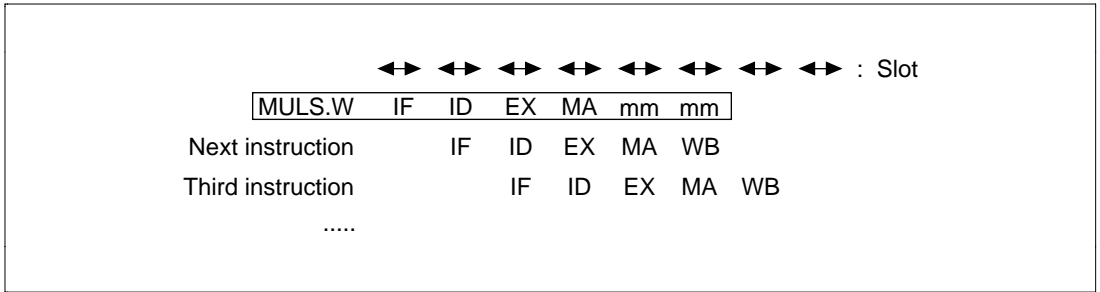 : Slot
MULS.W IF ID EX MA mm mm
Next instruction IF ID EX MA WB
Third instruction IF ID EX MA WB
.....